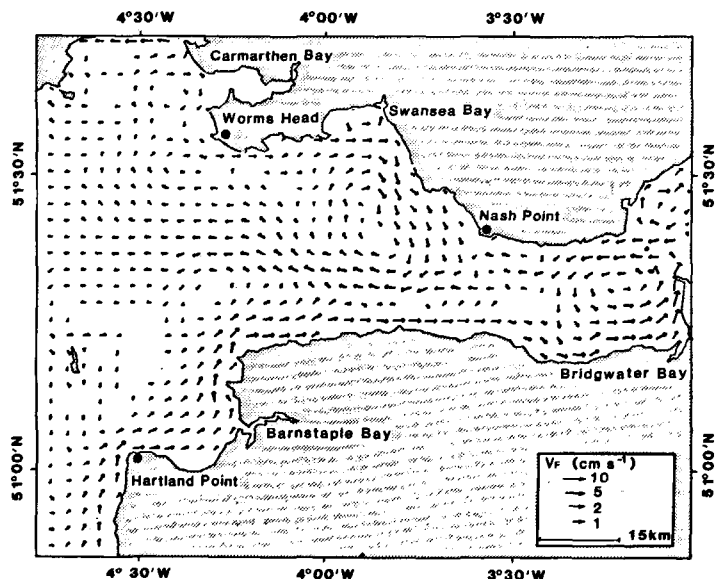 4°30'W 4°00'W 3°30'W
Carmarthen Bay
Worms Head
Swansea Bay
51°30'N
51°30'N
Nash Point
Bridgwater Bay
Barnstaple Bay
51°00'N
Hartland Point
51°00'N
VF (cm s⁻¹)
10
5
2
1
15km
4°30'W 4°00'W 3°30'W